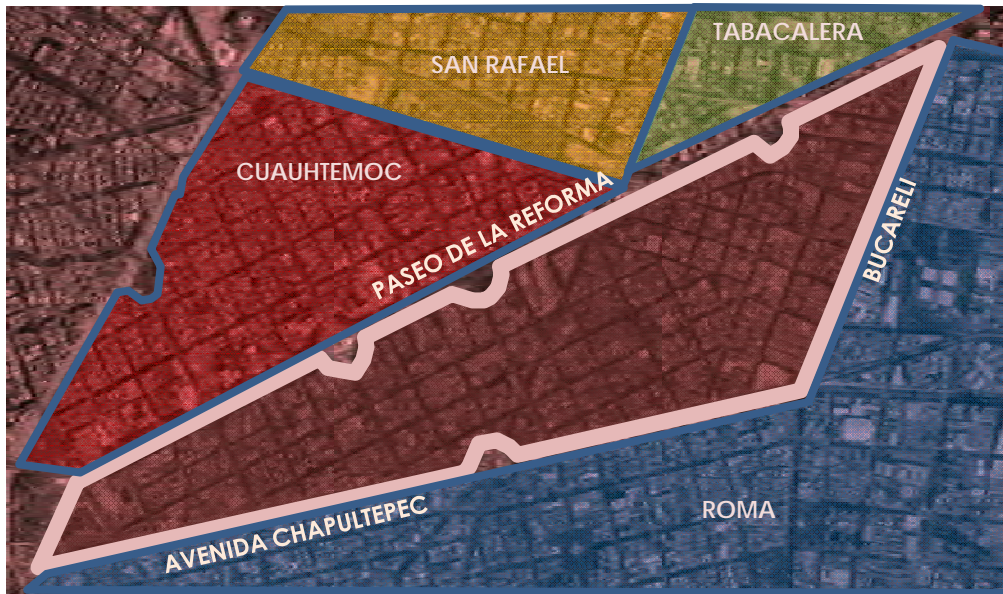 TABACALERA
SAN RAFAEL
CUAUHTEMOC
PASEO DE LA REFORMA
BUCARELI
ROMA
AVENIDA CHAPULTEPEC